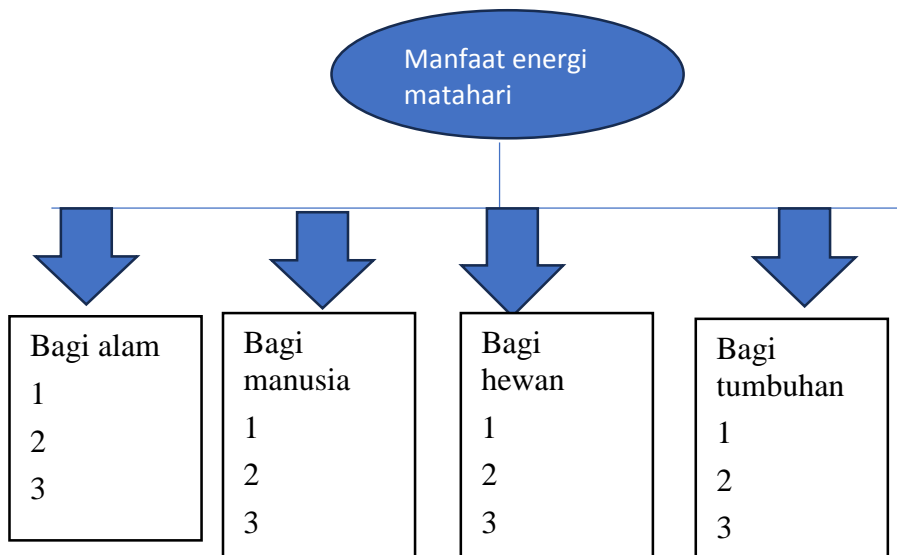 Manfaat energi
matahari
Bagi alam
1
2
3
Bagi
manusia
1
2
3
Bagi
hewan
1
2
3
Bagi
tumbuhan
1
2
3